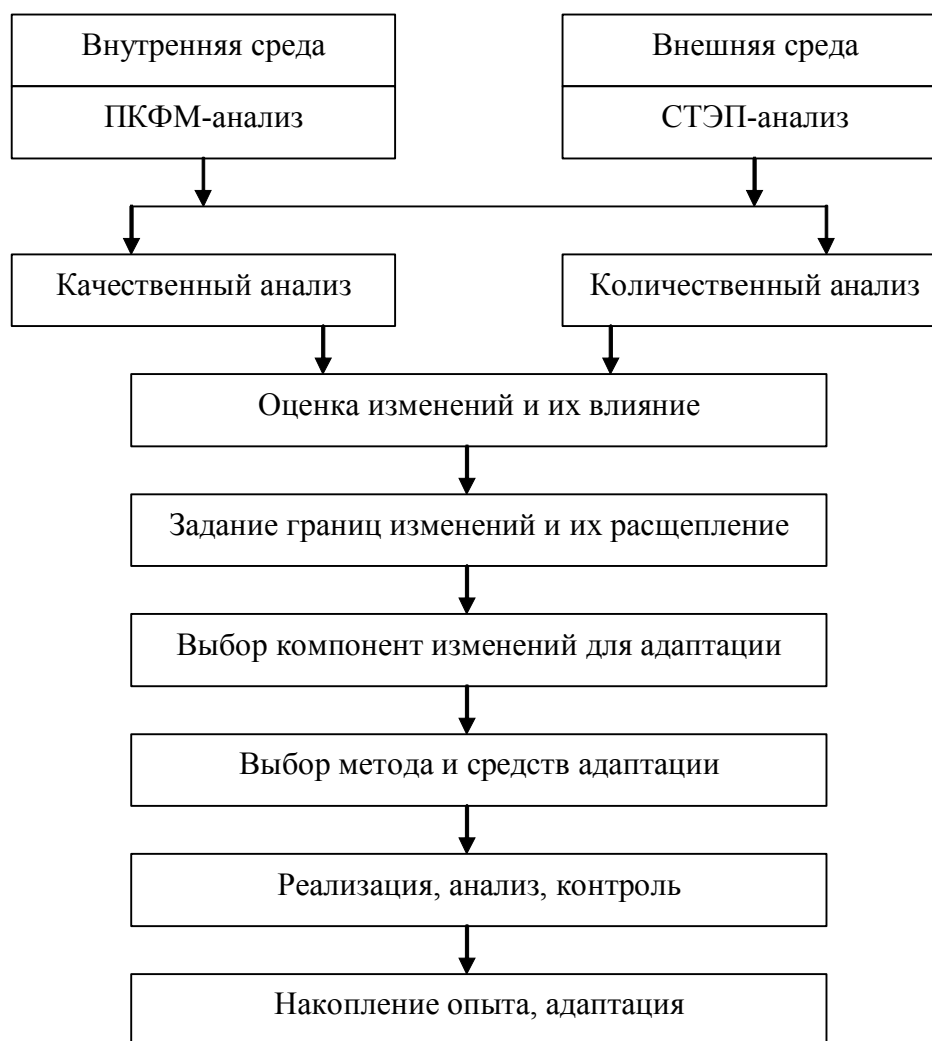 Внутренняя среда
Внешняя среда
ПКФМ-анализ
СТЭП-анализ
Качественный анализ
Количественный анализ
Оценка изменений и их влияние
Задание границ изменений и их расщепление
Выбор компонент изменений для адаптации
Выбор метода и средств адаптации
Реализация, анализ, контроль
Накопление опыта, адаптация